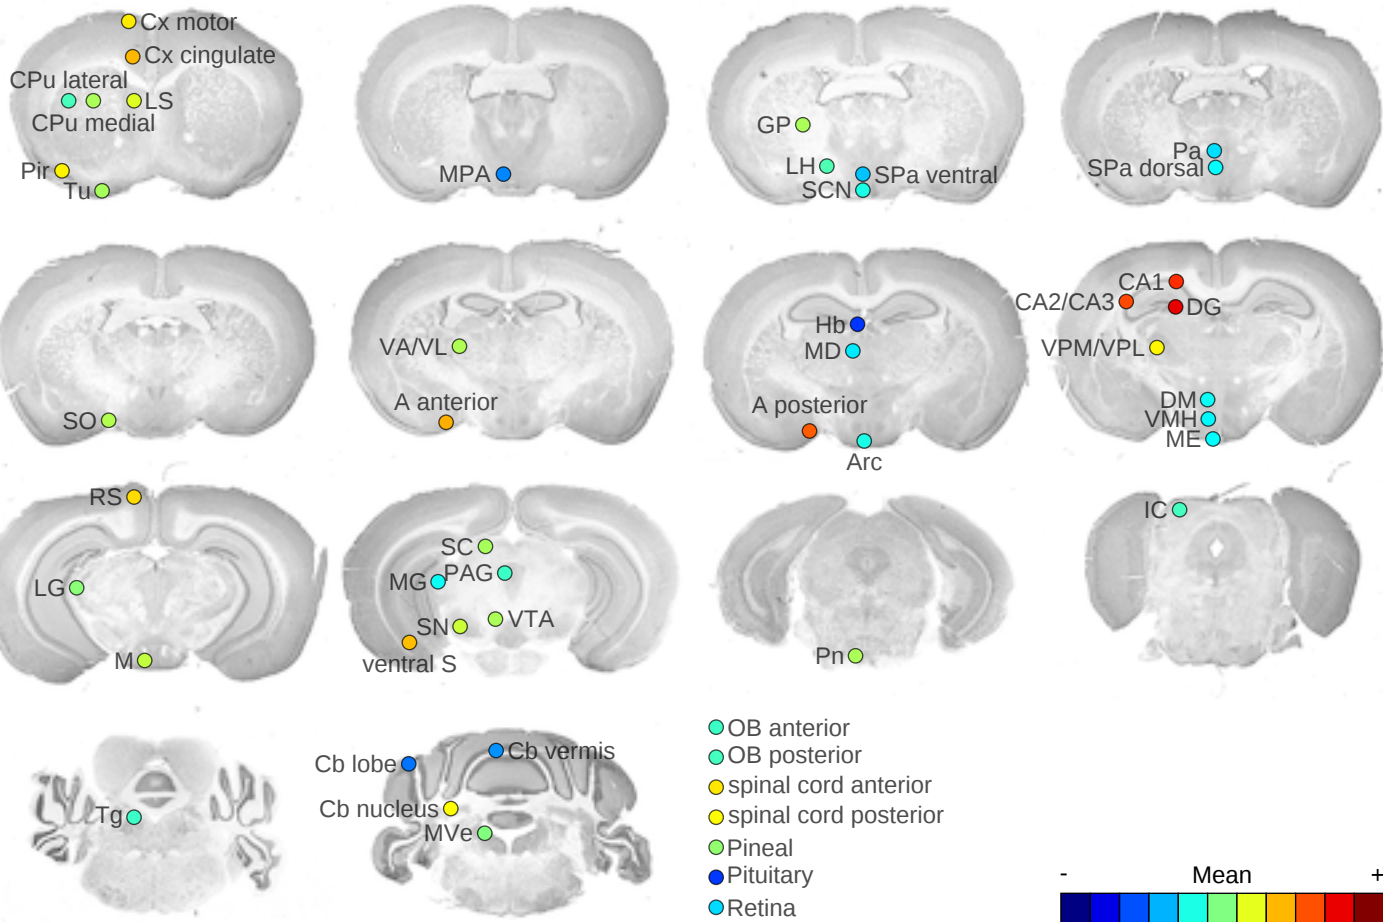 Cx motor
Cx cingulate
CPu lateral
LS
CPu medial
Pir
Tu
MPA
GP
LH
SPa ventral
SCN
Pa
SPa dorsal
SO
VA/VL
A anterior
Hb
MD
A posterior
Arc
CA1
CA2/CA3
DG
VPM/VPL
DM
VMH
ME
RS
LG
M
SC
PAG
MG
VTA
SN
ventral S
Pn
IC
Tg
Cb vermis
Cb lobe
Cb nucleus
MVe
OB anterior
OB posterior
spinal cord anterior
spinal cord posterior
Pineal
Pituitary
Retina
- Mean +